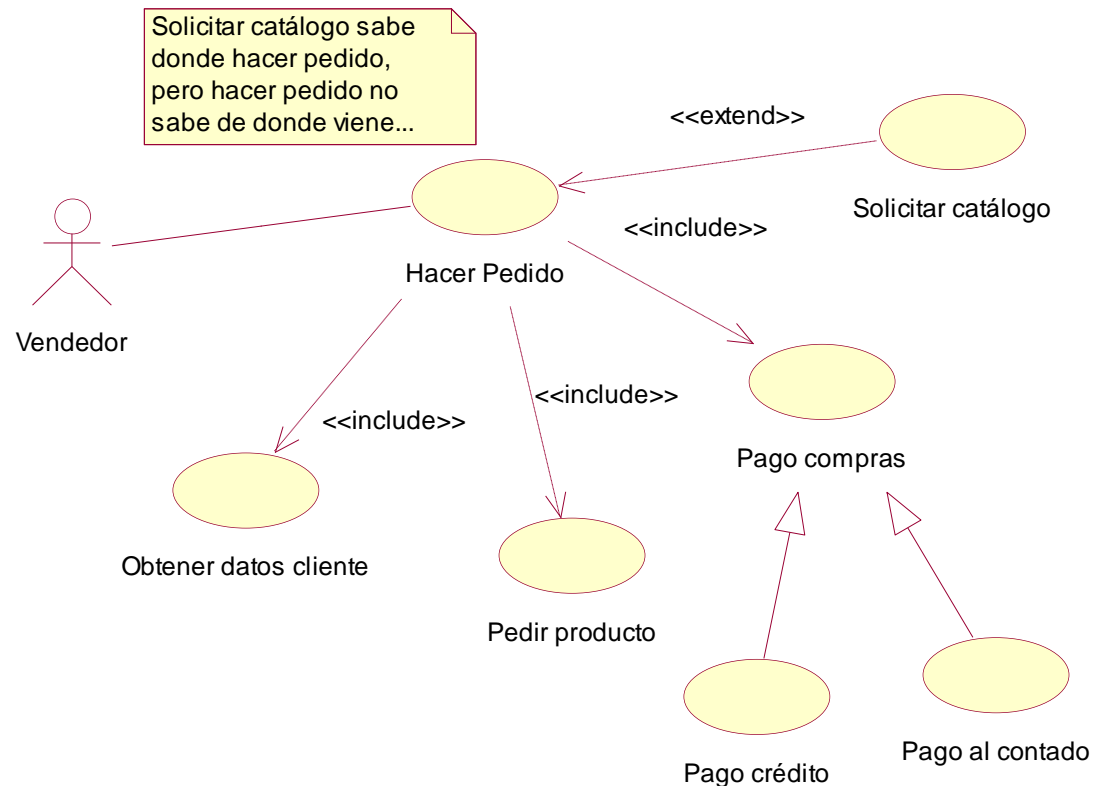 Solicitar catálogo sabe
donde hacer pedido,
pero hacer pedido no
sabe de donde viene...
<<extend>>
Solicitar catálogo
<<include>>
Hacer Pedido
Vendedor
<<include>>
<<include>>
Pago compras
Obtener datos cliente
Pedir producto
Pago al contado
Pago crédito